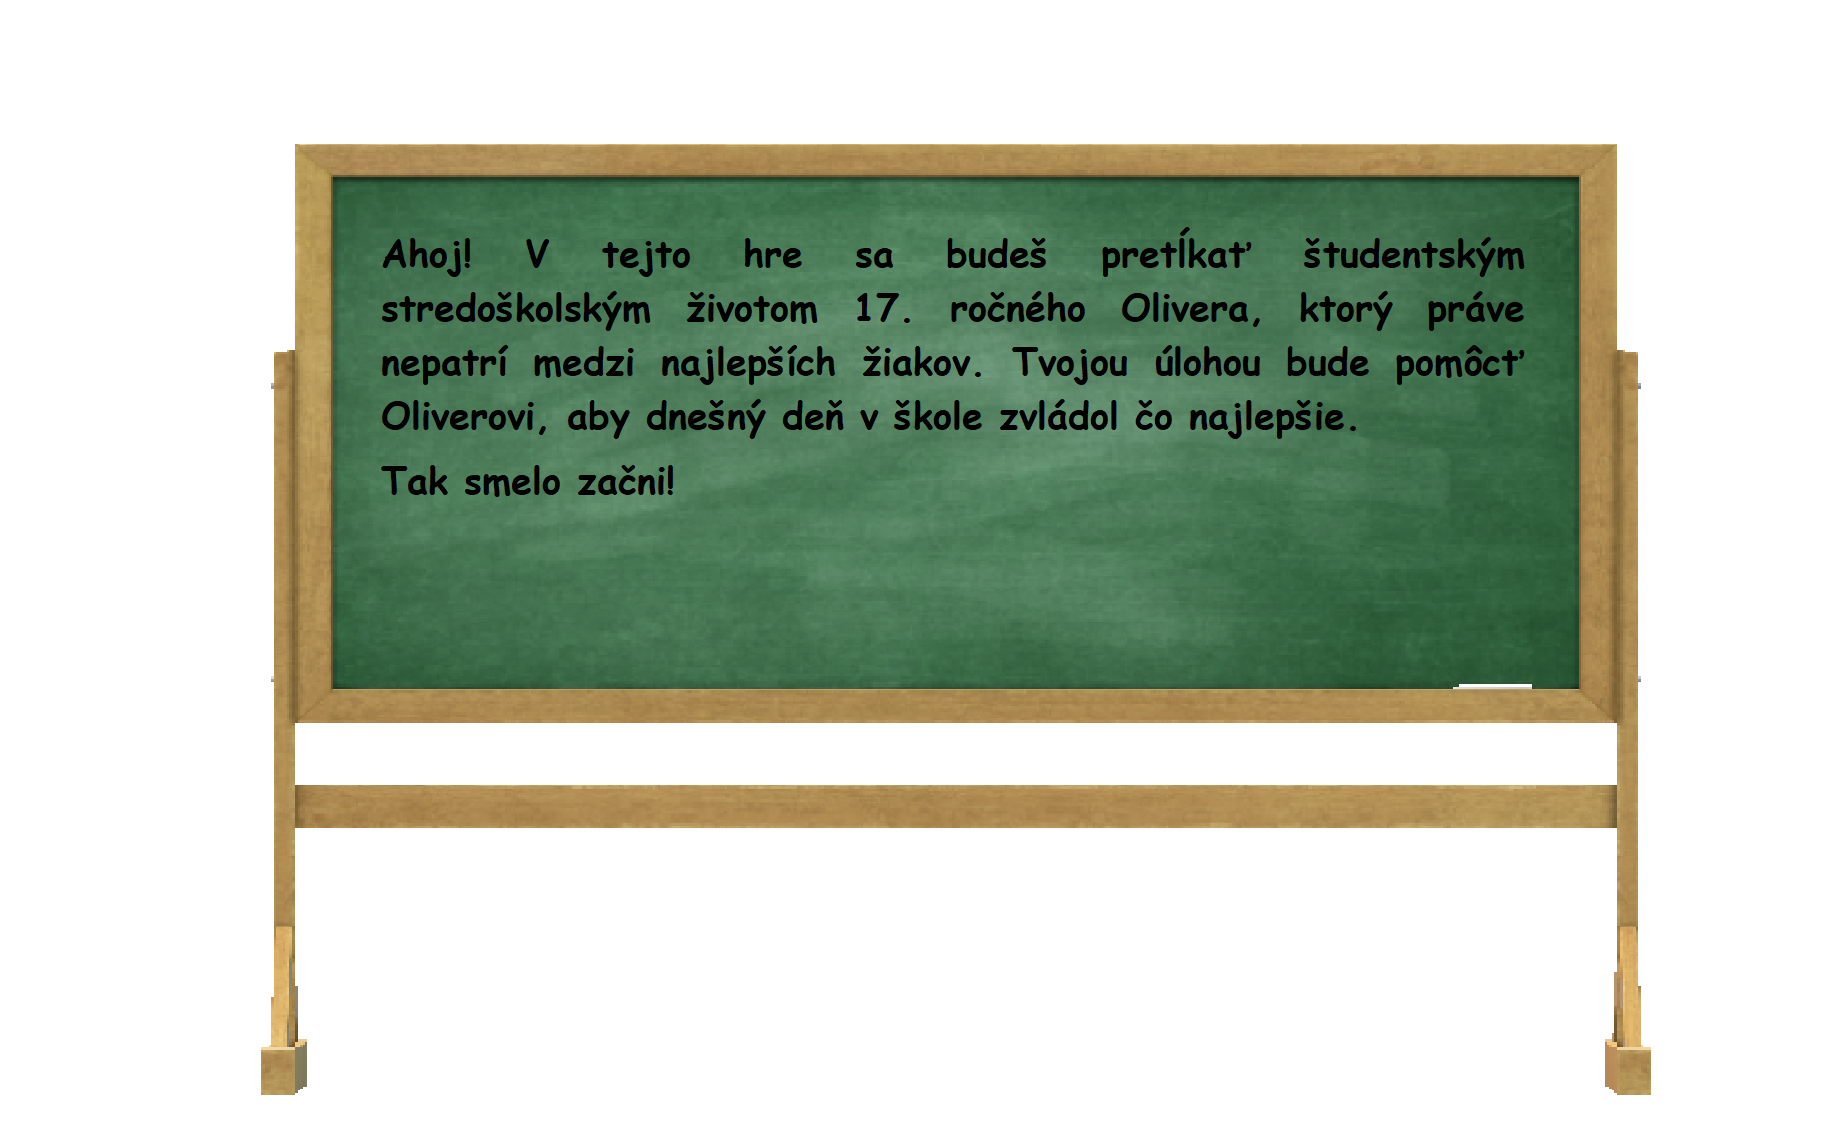 Ahoj! V tejto hre sa budeš pretĺkať študentským
stredoškolským životom 17. ročného Olivera, ktorý práve
nepatrí medzi najlepších žiakov. Tvojou úlohou bude pomôcť
Oliverovi, aby dnešný deň v škole zvládol čo najlepšie.
Tak smelo začni!